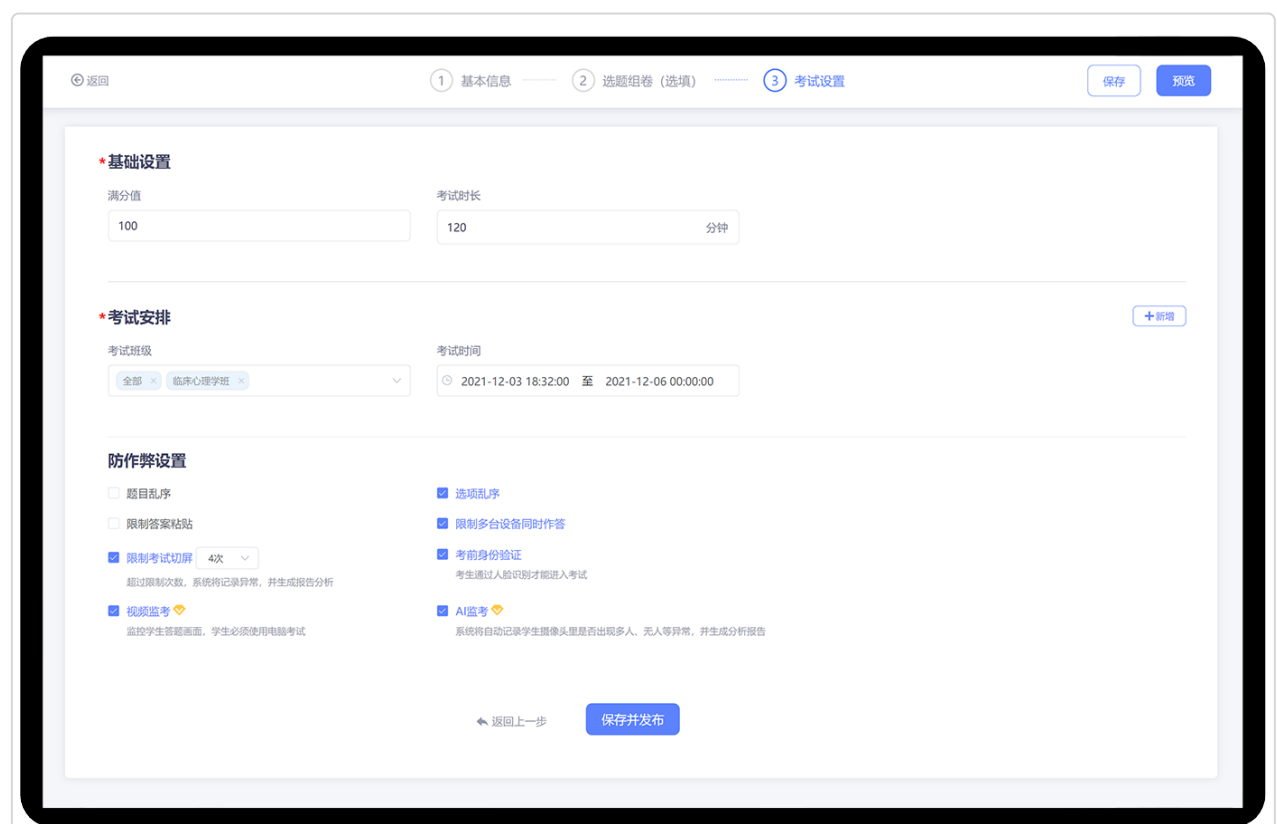 返回
1 基本信息
2 选题组卷（选填）
3 考试设置
保存
预览
*基础设置
满分值
考试时长
100
120
分钟
*考试安排
+新增
考试班级
考试时间
全部 × 临床心理学班 ×
2021-12-03 18:32:00 至 2021-12-06 00:00:00
防作弊设置
题目乱序
选项乱序
限制答案粘贴
限制多台设备同时作答
限制考试切屏 4次
超过限制次数，系统将记录异常，并生成报告分析
考前身份验证
考生通过人脸识别才能进入考试
视频监考
监控学生答题画面，学生必须使用电脑考试
AI监考
系统将自动记录学生摄像头里是否出现多人、无人等异常，并生成分析报告
返回上一步
保存并发布